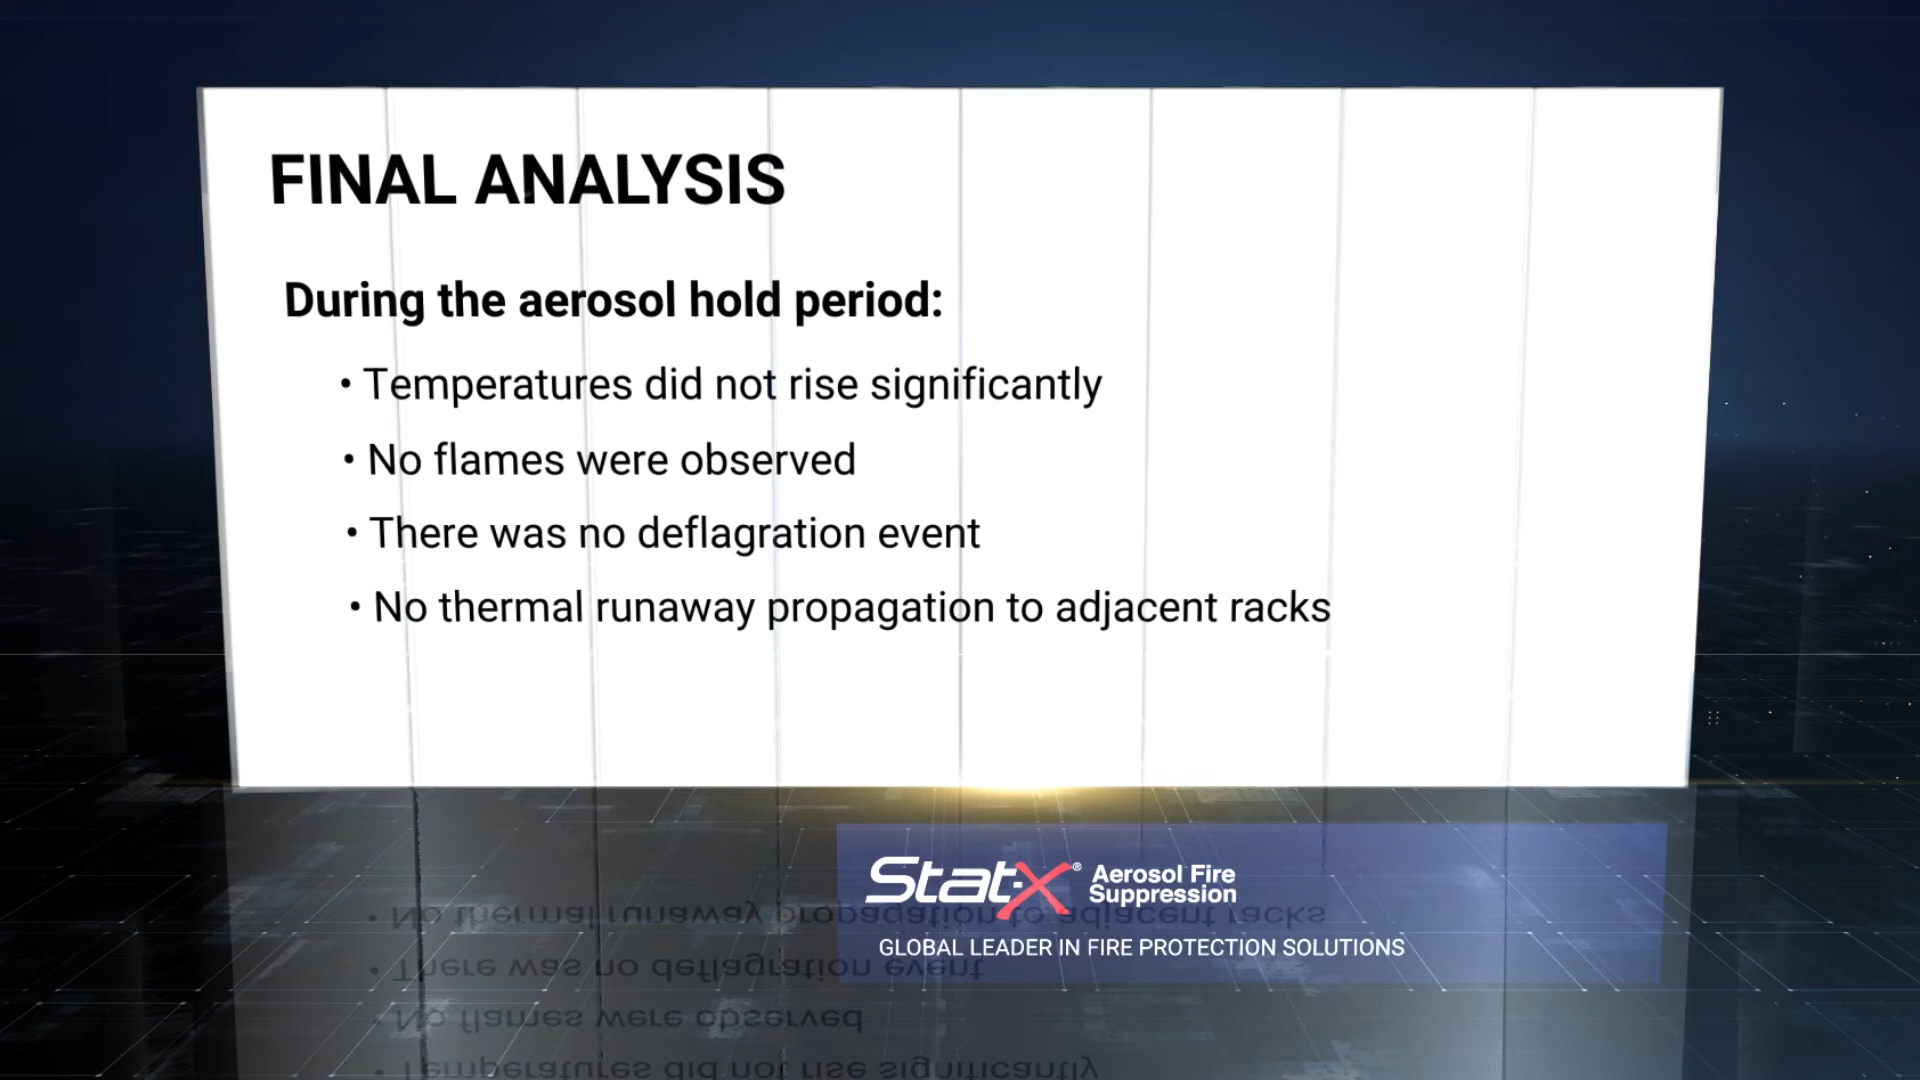 FINAL ANALYSIS
During the aerosol hold period:
• Temperatures did not rise significantly
• No flames were observed
• There was no deflagration event
• No thermal runaway propagation to adjacent racks
Stat-X® Aerosol Fire
Suppression
GLOBAL LEADER IN FIRE PROTECTION SOLUTIONS